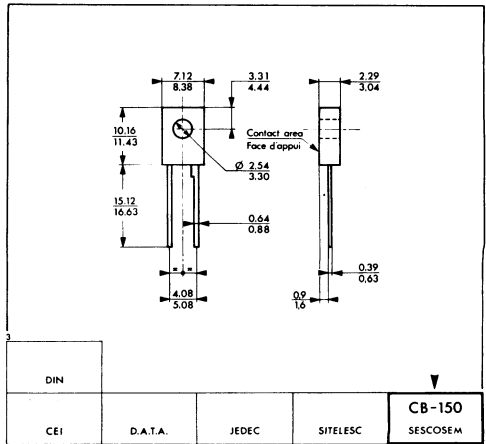 7.12
8.38
3.31
4.44
2.29
3,04
10.16
11.43
Contact area
Face d'appui
Ø 2.54
3.30
15.12
16.63
0.64
0.88
= =
4.08
5.08
0.39
0,63
0.9
1,6
3
DIN
CEI
D.A.T.A.
JEDEC
SITELESC
CB-150
SESCOSEM